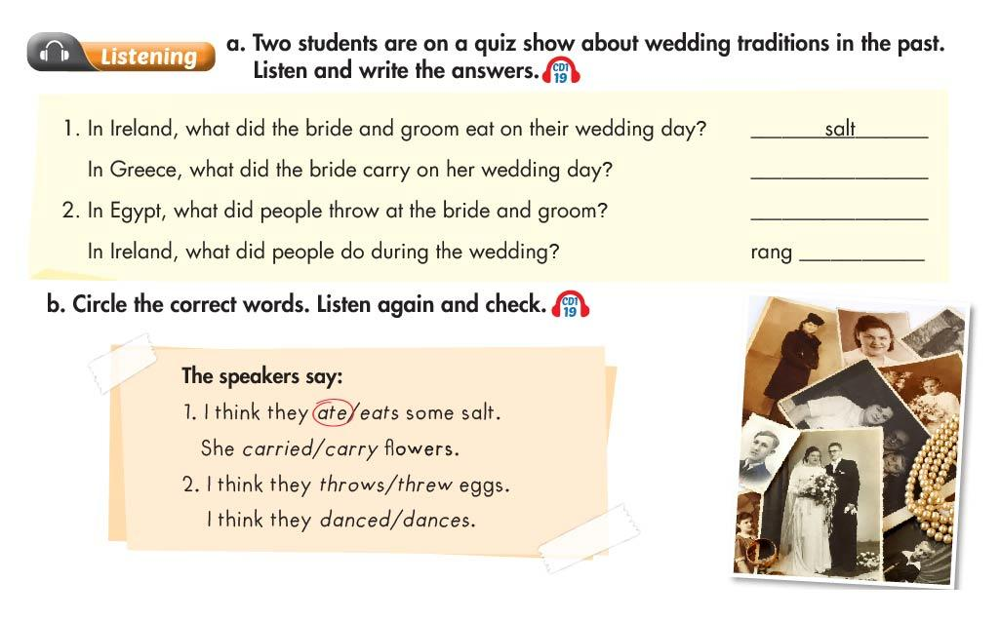 Listening
a. Two students are on a quiz show about wedding traditions in the past.
Listen and write the answers. CD1 19
1. In Ireland, what did the bride and groom eat on their wedding day? ______salt______
In Greece, what did the bride carry on her wedding day? ______________
2. In Egypt, what did people throw at the bride and groom? ______________
In Ireland, what did people do during the wedding? rang __________
b. Circle the correct words. Listen again and check. CD1 19
The speakers say:
1. I think they ate/eats some salt.
She carried/carry flowers.
2. I think they throws/threw eggs.
I think they danced/dances.